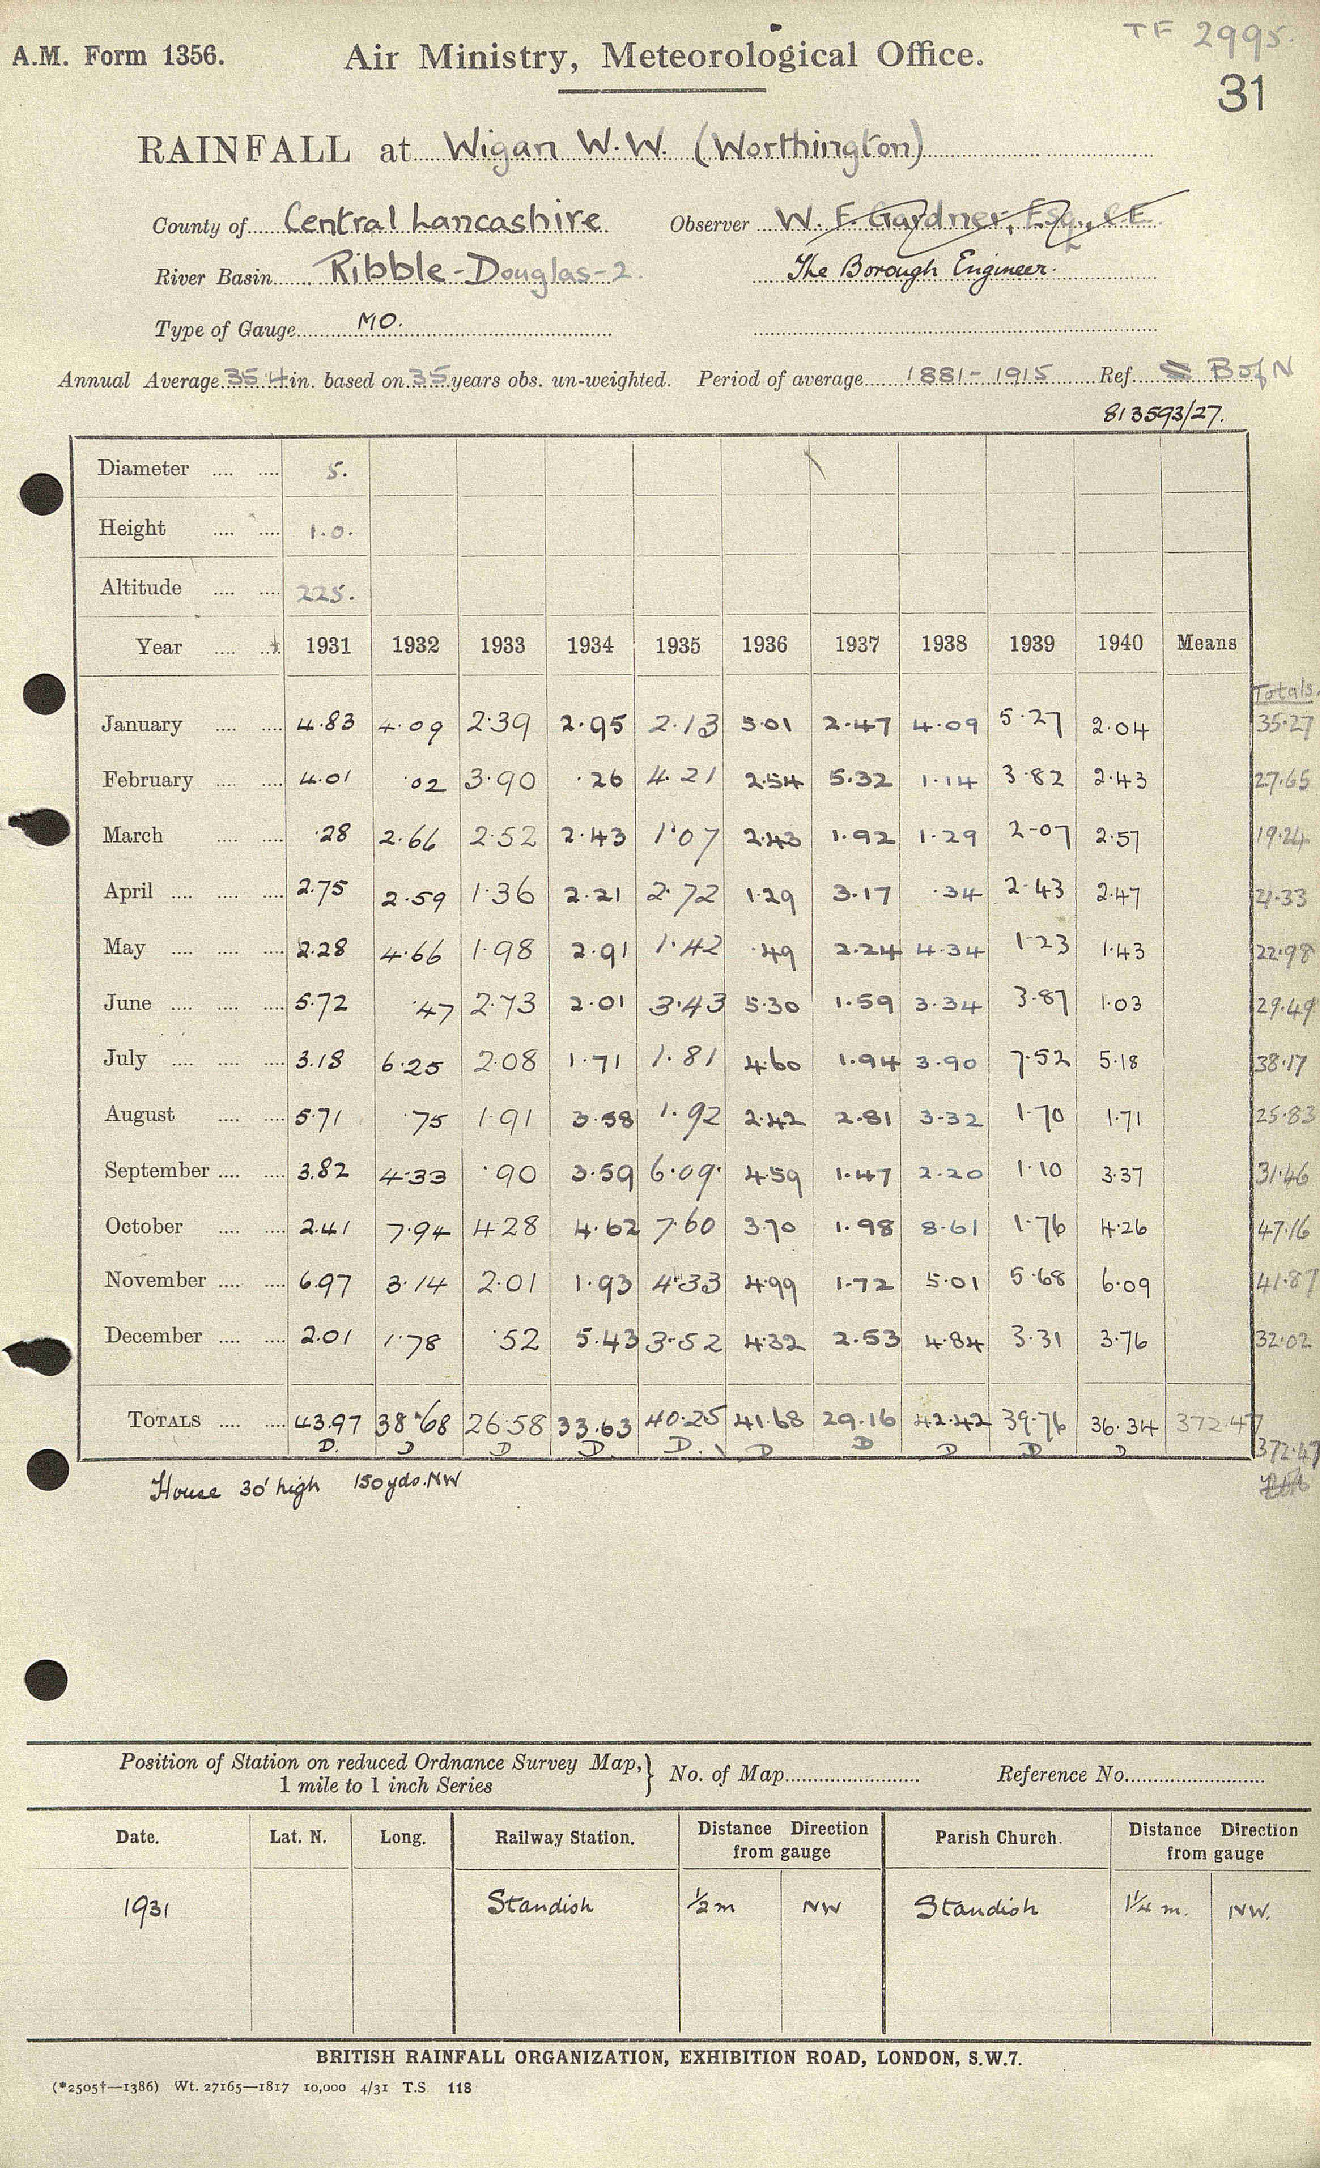 TF 2995.
A.M. Form 1356. Air Ministry, Meteorological Office.
31
RAINFALL at Wigan W.W. (Worthington)
County of Central Lancashire Observer W. F. Gardner, Esq., C.E.
River Basin Ribble-Douglas-2. The Borough Engineer.
Type of Gauge MO.
Annual Average 35.4 in. based on 35 years obs. un-weighted. Period of average 1881-1915 Ref. B of N
813593/27.
Diameter 5.
Height 1.0.
Altitude 225.
Year 1931 1932 1933 1934 1935 1936 1937 1938 1939 1940 Means
Totals.
January 4.83 4.09 2.39 2.95 2.13 5.01 2.47 4.09 5.27 2.04 35.27
February 4.01 .02 3.90 .26 4.21 2.54 5.32 1.14 3.82 2.43 27.65
March .28 2.66 2.52 2.43 1.07 2.43 1.92 1.29 2.07 2.57 19.24
April 2.75 2.59 1.36 2.21 2.72 1.29 3.17 .34 2.43 2.47 21.33
May 2.28 4.66 1.98 2.91 1.42 .49 2.24 4.34 1.23 1.43 22.98
June 5.72 .47 2.73 2.01 3.43 5.30 1.59 3.34 3.87 1.03 29.49
July 3.18 6.25 2.08 1.71 1.81 4.60 1.94 3.90 7.52 5.18 38.17
August 5.71 .75 1.91 3.58 1.92 2.42 2.81 3.32 1.70 1.71 25.83
September 3.82 4.33 .90 3.59 6.09 4.59 1.47 2.20 1.10 3.37 31.46
October 2.41 7.94 4.28 4.62 7.60 3.70 1.98 8.61 1.76 4.26 47.16
November 6.97 3.14 2.01 1.93 4.33 4.99 1.72 5.01 5.68 6.09 41.87
December 2.01 1.78 .52 5.43 3.52 4.32 2.53 4.84 3.31 3.76 32.02
TOTALS 43.97 38.68 26.58 33.63 40.25 41.68 29.16 42.42 39.76 36.34 372.47
D. D D D. D. D D D D D 372.47
House 30' high 150yds. NW
Position of Station on reduced Ordnance Survey Map,
1 mile to 1 inch Series } No. of Map Reference No.
Date. Lat. N. Long. Railway Station. Distance Direction from gauge Parish Church. Distance Direction from gauge
1931 Standish ½ m NW Standish 1¼ m. NW.
BRITISH RAINFALL ORGANIZATION, EXHIBITION ROAD, LONDON, S.W.7.
(*2505†—1386) Wt. 27165—1817 10,000 4/31 T.S. 118